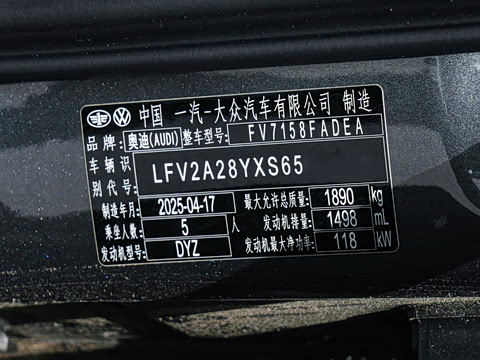 中国 一汽-大众汽车有限公司 制造
品牌: 奥迪(AUDI) 整车型号: FV7158FADEA
车辆识别代号: LFV2A28YXS65
制造年月: 2025-04-17 最大允许总质量: 1890 kg
乘坐人数: 5 人 发动机排量: 1498 mL
发动机型号: DYZ 发动机最大净功率: 118 kW